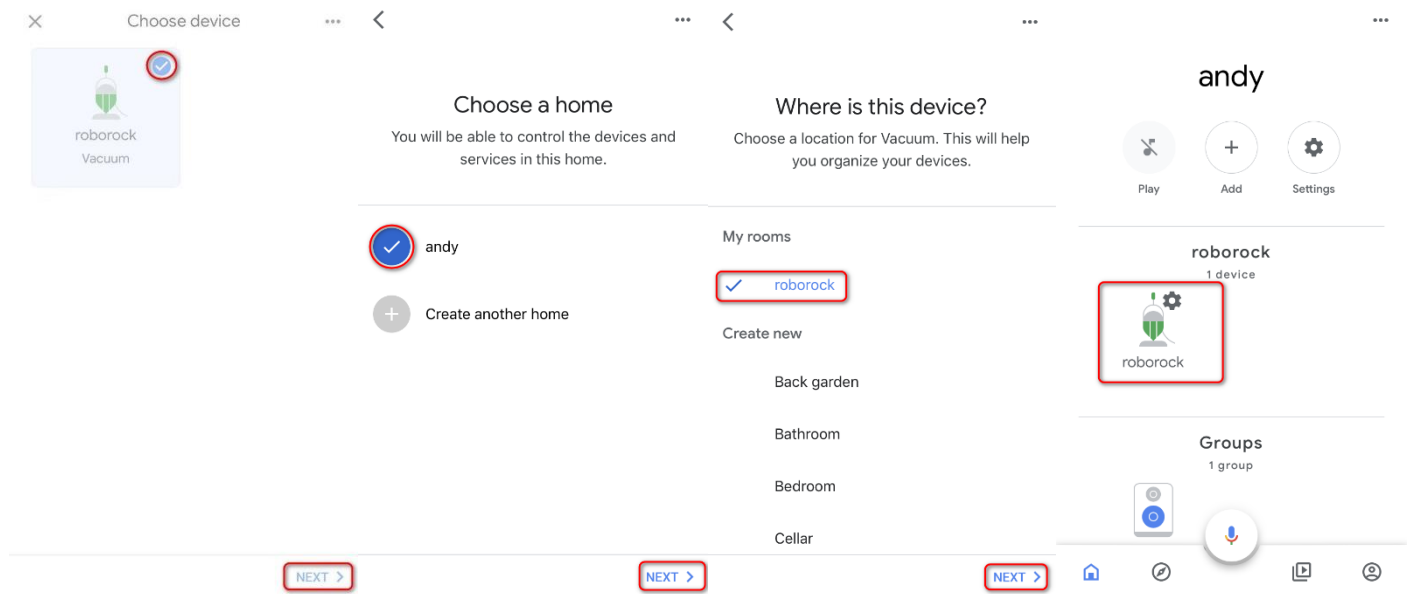 Choose device
roborock
Vacuum
NEXT
Choose a home
You will be able to control the devices and
services in this home.
andy
Create another home
NEXT
Where is this device?
Choose a location for Vacuum. This will help
you organize your devices.
My rooms
roborock
Create new
Back garden
Bathroom
Bedroom
Cellar
NEXT
andy
Play Add Settings
roborock
1 device
roborock
Groups
1 group